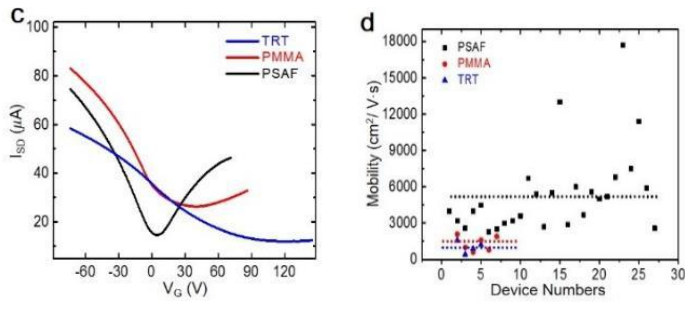 c
I_SD (μA)
100
80
60
40
20
TRT
PMMA
PSAF
-60 -30 0 30 60 90 120
V_G (V)
d
Mobility (cm²/ V·s)
18000
15000
12000
9000
6000
3000
0
PSAF
PMMA
TRT
0 5 10 15 20 25 30
Device Numbers